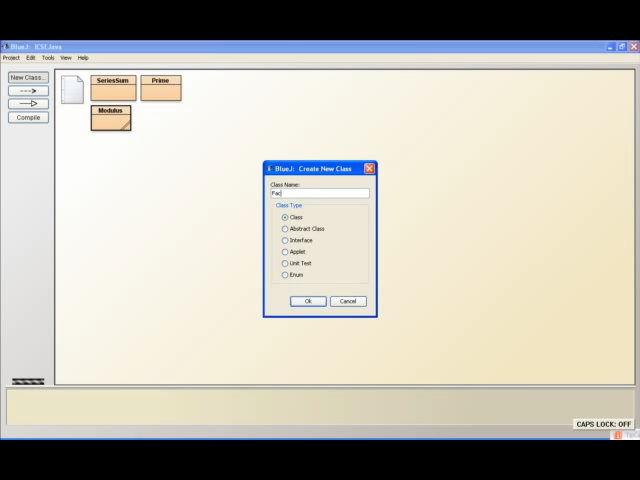 BlueJ: ICSEJava
Project Edit Tools View Help
New Class...
Compile
SeriesSum
Prime
Modulus
BlueJ: Create New Class
Class Name:
Fac
Class Type
Class
Abstract Class
Interface
Applet
Unit Test
Enum
Ok
Cancel
CAPS LOCK: OFF